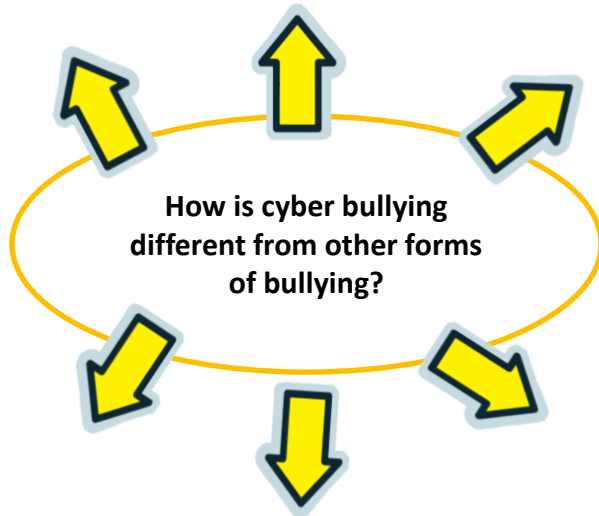 How is cyber bullying
different from other forms
of bullying?